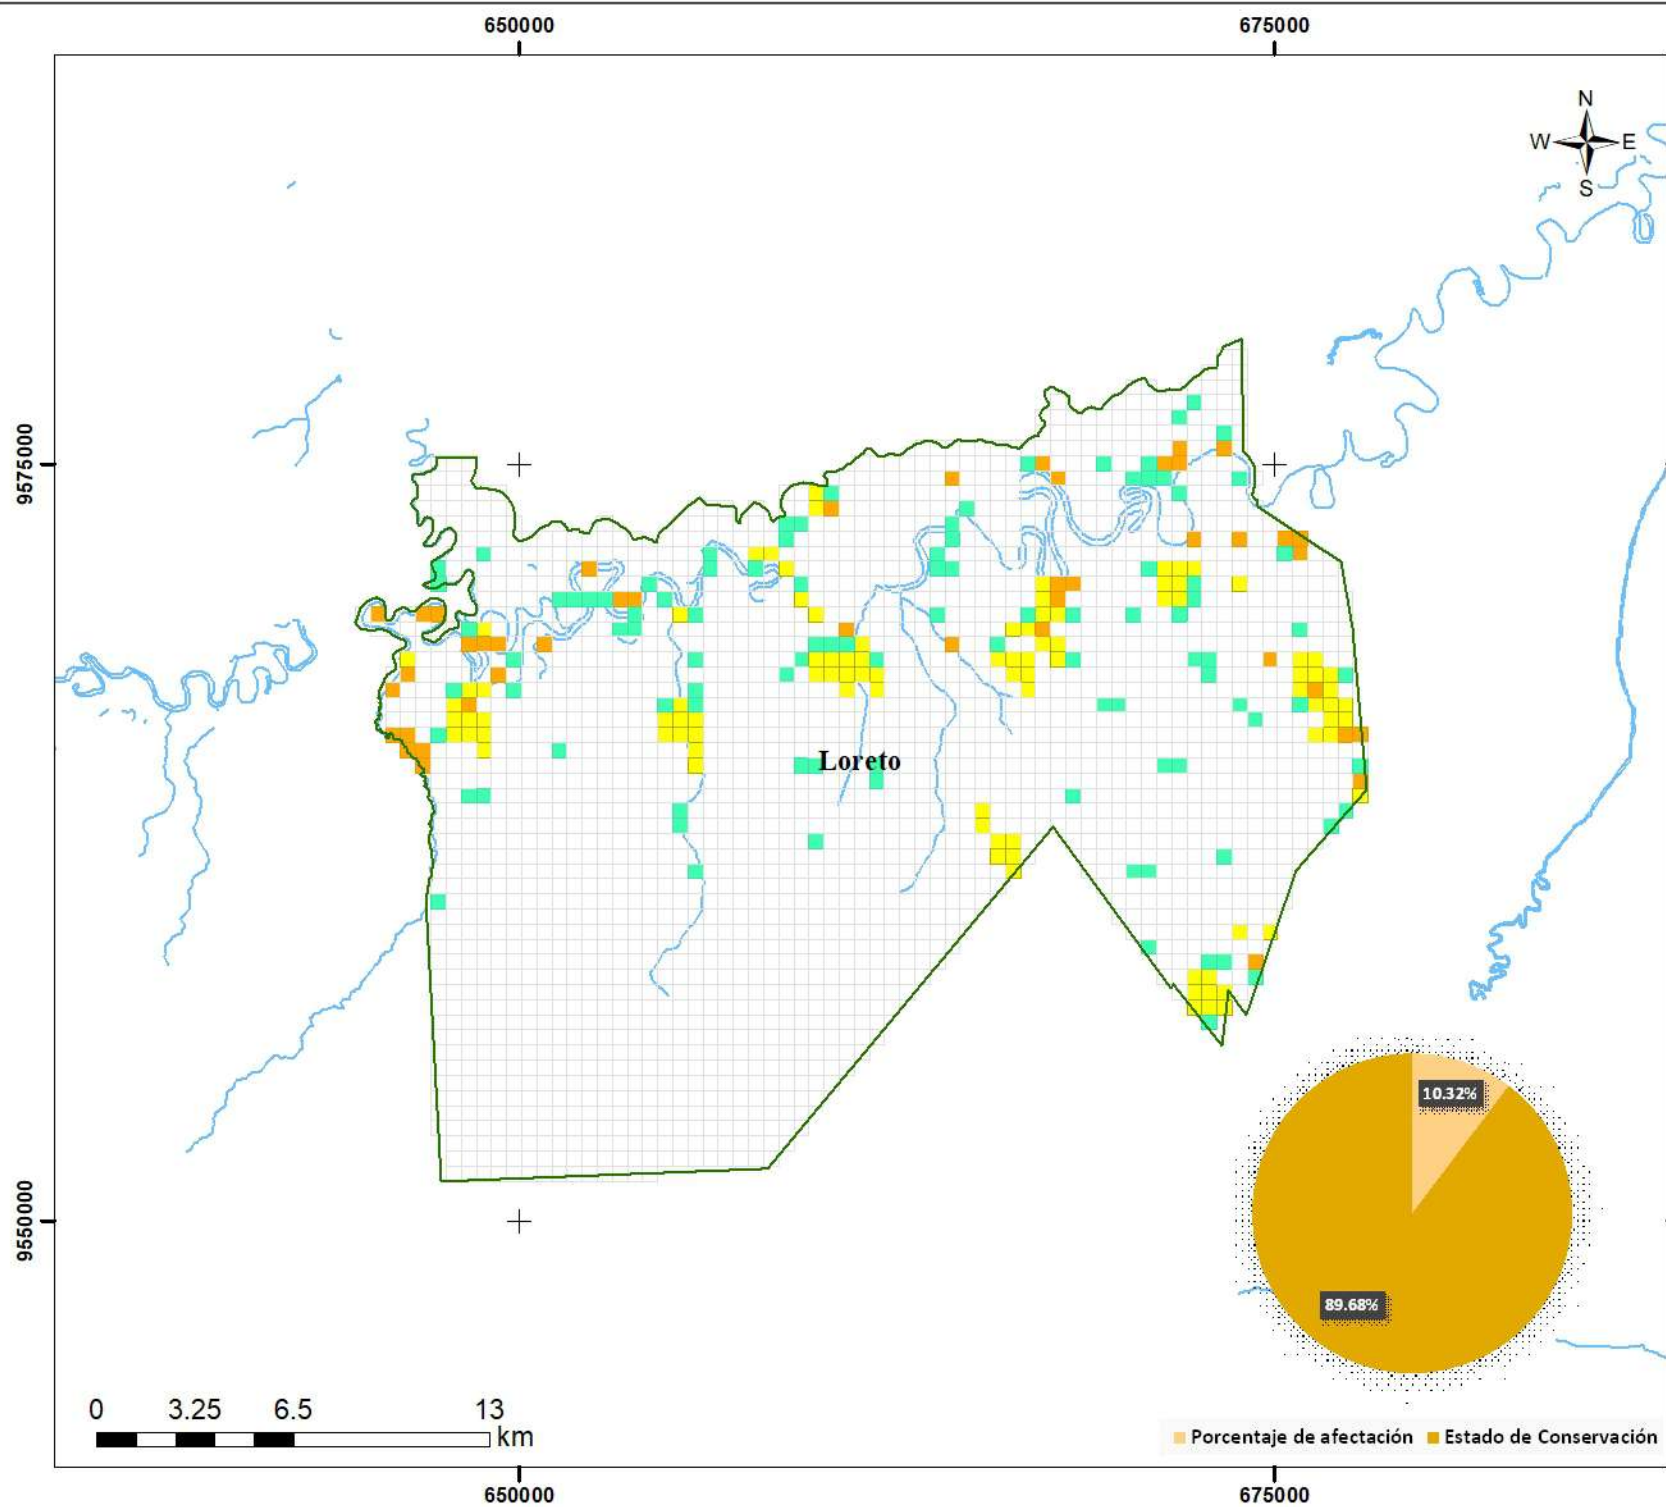 650000 675000
N
W E
S
9575000
Loreto
10.32%
9550000
89.68%
0 3.25 6.5 13
km
Porcentaje de afectación Estado de Conservación
650000 675000